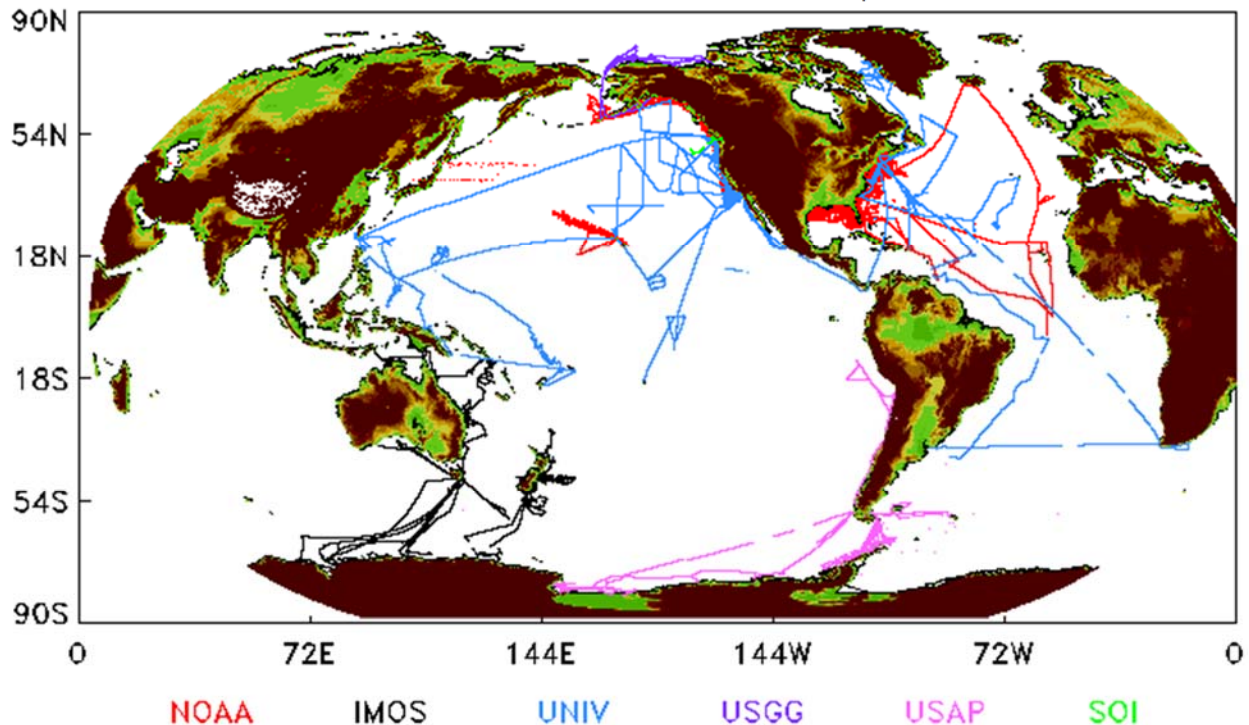 90N
54N
18N
18S
54S
90S
0 72E 144E 144W 72W 0
NOAA IMOS UNIV USGG USAP SOI